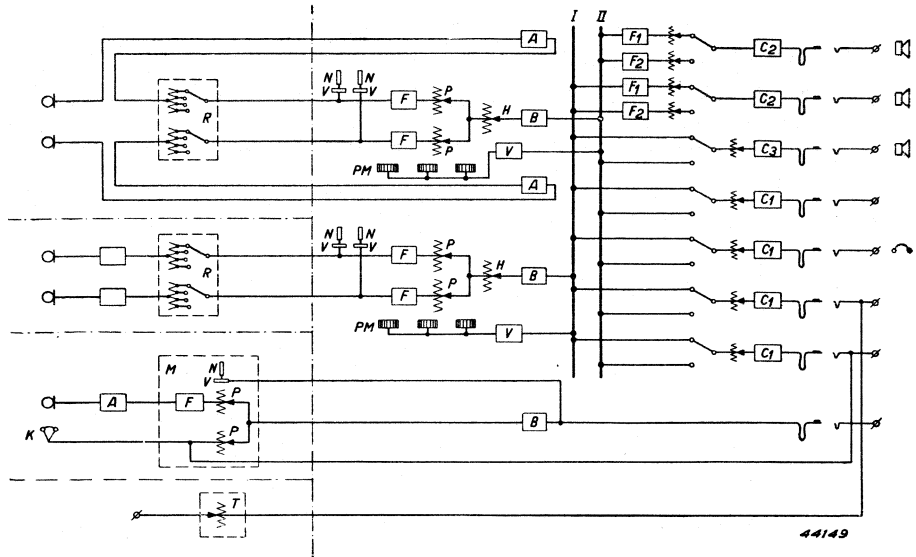 I II
A F1 C2
N N
V V F2
F P F1 C2
R H B F2
F P
PM V C3
A C1
N N
V V P C1
F
R H B
P C1
F
PM V C1
M N
V
A F P
K P B
T
44149